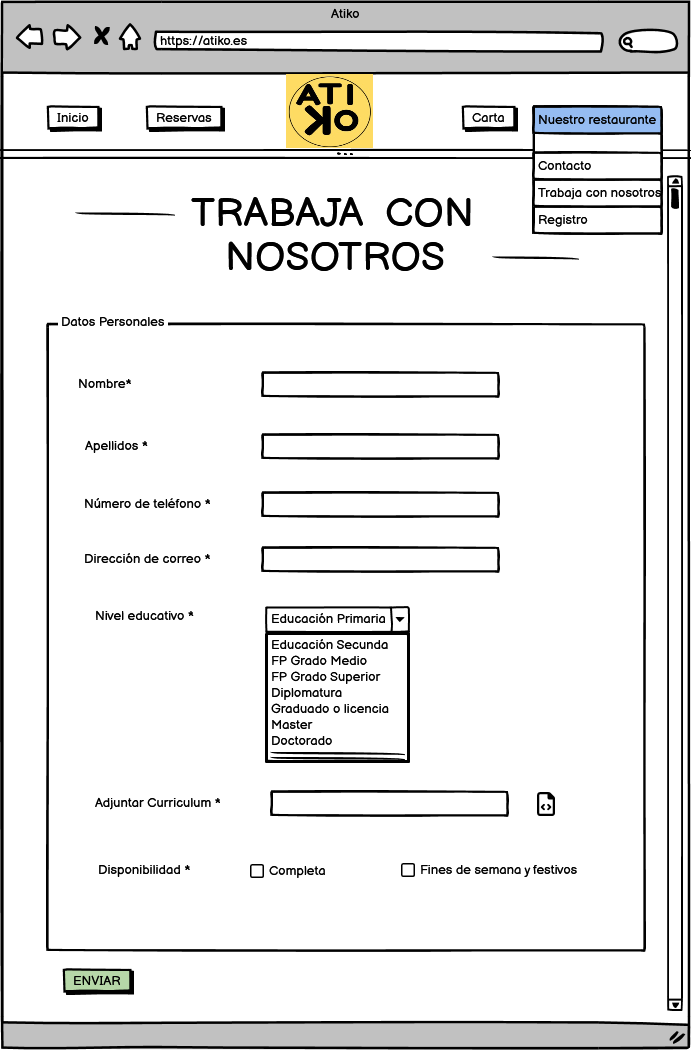 Atiko
https://atiko.es
Inicio
Reservas
ATI
KO
Carta
Nuestro restaurante
Contacto
Trabaja con nosotros
Registro
TRABAJA CON
NOSOTROS
Datos Personales
Nombre*
Apellidos *
Número de teléfono *
Dirección de correo *
Nivel educativo *
Educación Primaria
Educación Secunda
FP Grado Medio
FP Grado Superior
Diplomatura
Graduado o licencia
Master
Doctorado
Adjuntar Curriculum *
Disponibilidad *
Completa
Fines de semana y festivos
ENVIAR